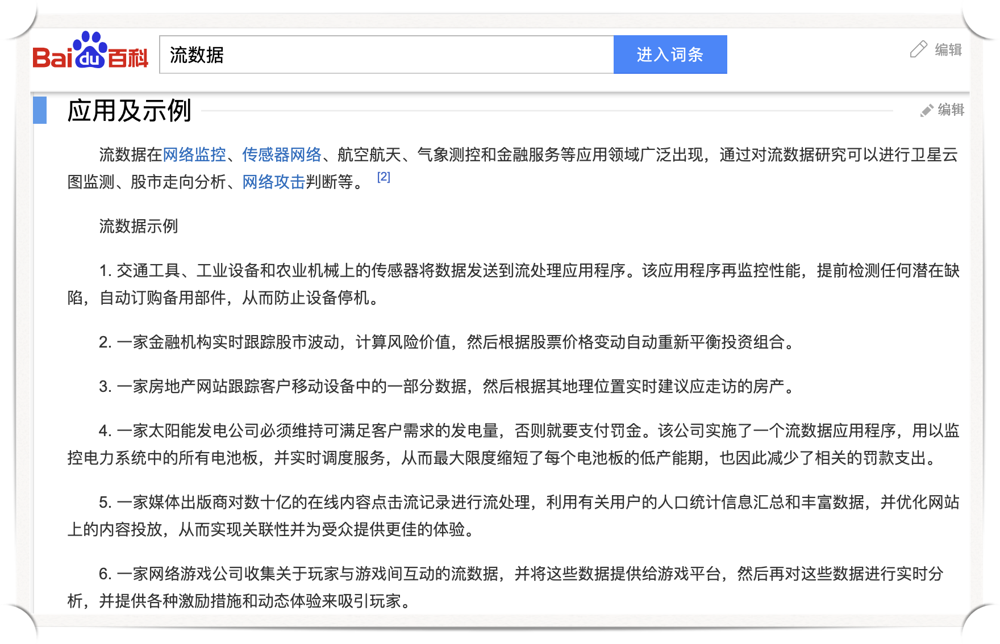 Bai du 百科
流数据
进入词条
编辑
应用及示例
编辑
流数据在网络监控、传感器网络、航空航天、气象测控和金融服务等应用领域广泛出现，通过对流数据研究可以进行卫星云
图监测、股市走向分析、网络攻击判断等。 [2]
流数据示例
1. 交通工具、工业设备和农业机械上的传感器将数据发送到流处理应用程序。该应用程序再监控性能，提前检测任何潜在缺
陷，自动订购备用部件，从而防止设备停机。
2. 一家金融机构实时跟踪股市波动，计算风险价值，然后根据股票价格变动自动重新平衡投资组合。
3. 一家房地产网站跟踪客户移动设备中的一部分数据，然后根据其地理位置实时建议应走访的房产。
4. 一家太阳能发电公司必须维持可满足客户需求的发电量，否则就要支付罚金。该公司实施了一个流数据应用程序，用以监
控电力系统中的所有电池板，并实时调度服务，从而最大限度缩短了每个电池板的低产能期，也因此减少了相关的罚款支出。
5. 一家媒体出版商对数十亿的在线内容点击流记录进行流处理，利用有关用户的人口统计信息汇总和丰富数据，并优化网站
上的内容投放，从而实现关联性并为受众提供更佳的体验。
6. 一家网络游戏公司收集关于玩家与游戏间互动的流数据，并将这些数据提供给游戏平台，然后再对这些数据进行实时分
析，并提供各种激励措施和动态体验来吸引玩家。